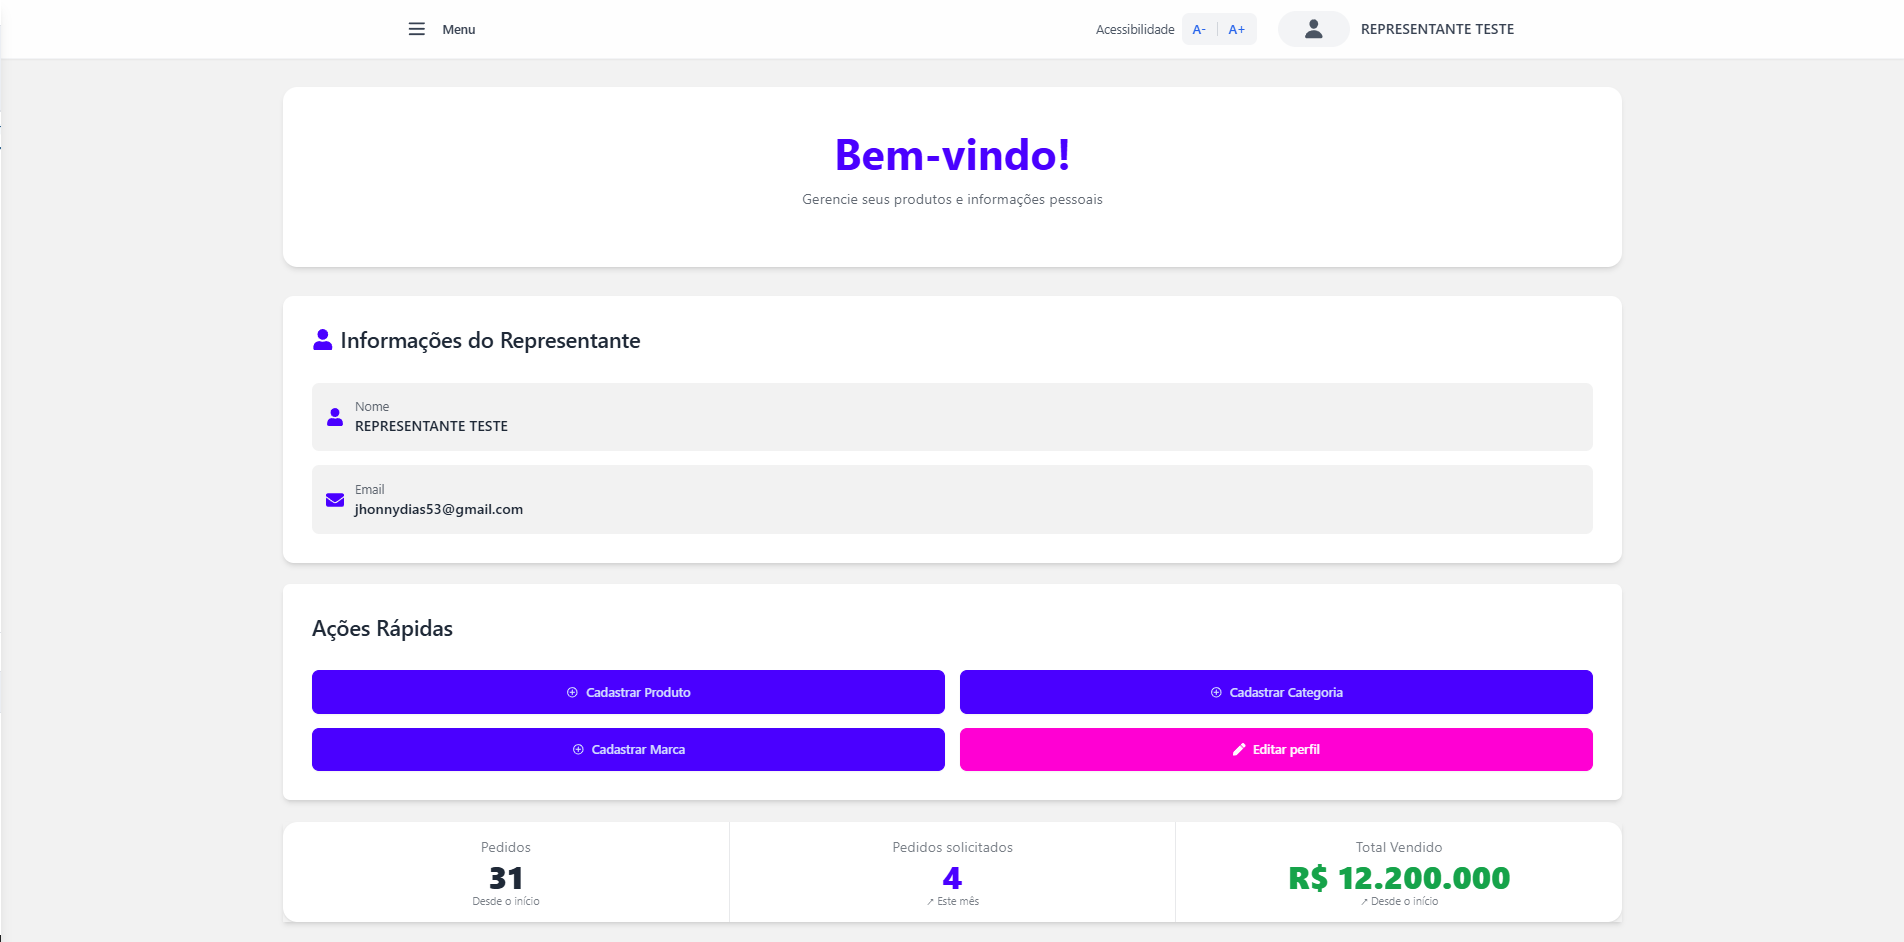 Menu
Acessibilidade A- A+ REPRESENTANTE TESTE
Bem-vindo!
Gerencie seus produtos e informações pessoais
Informações do Representante
Nome
REPRESENTANTE TESTE
Email
jhonnydias53@gmail.com
Ações Rápidas
Cadastrar Produto
Cadastrar Categoria
Cadastrar Marca
Editar perfil
Pedidos
31
Desde o início
Pedidos solicitados
4
↗ Este mês
Total Vendido
R$ 12.200.000
↗ Desde o início